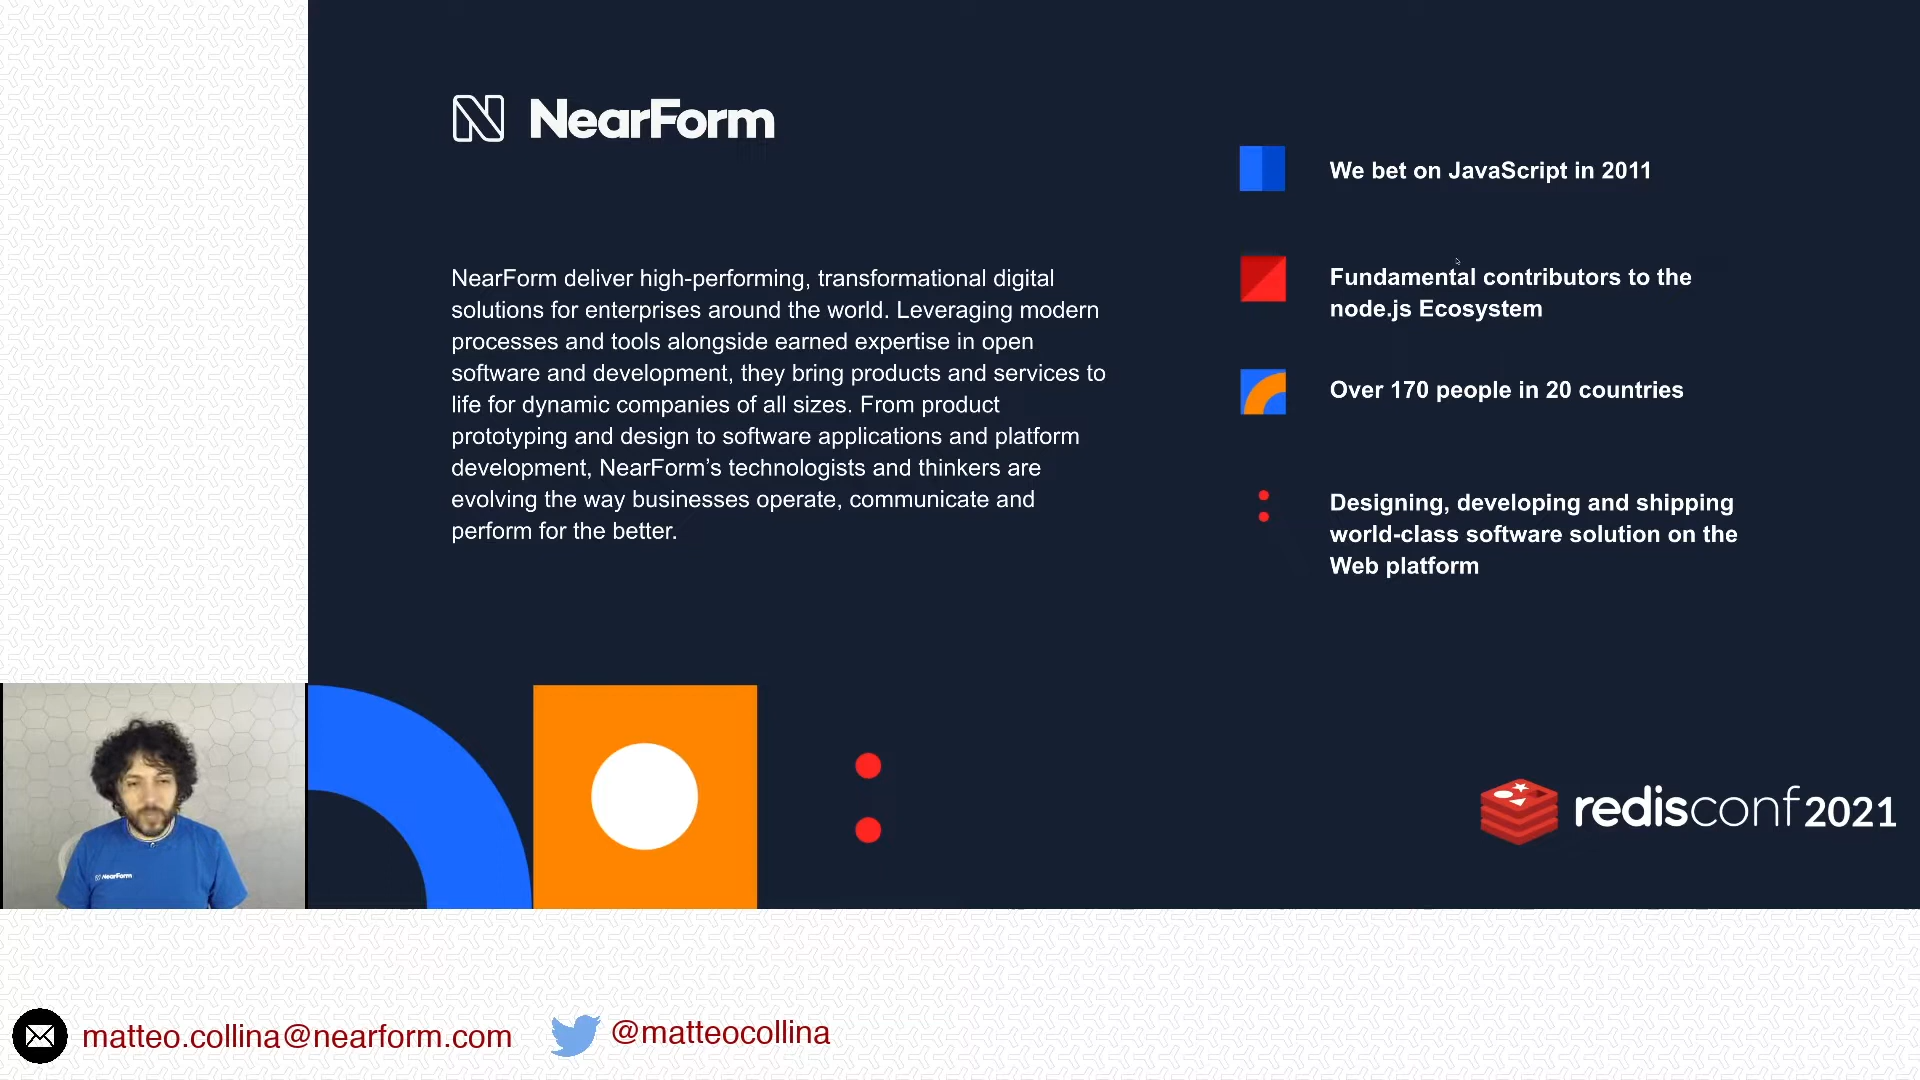 NearForm
NearForm deliver high-performing, transformational digital
solutions for enterprises around the world. Leveraging modern
processes and tools alongside earned expertise in open
software and development, they bring products and services to
life for dynamic companies of all sizes. From product
prototyping and design to software applications and platform
development, NearForm’s technologists and thinkers are
evolving the way businesses operate, communicate and
perform for the better.
We bet on JavaScript in 2011
Fundamental contributors to the
node.js Ecosystem
Over 170 people in 20 countries
Designing, developing and shipping
world-class software solution on the
Web platform
NearForm
redisconf 2021
matteo.collina@nearform.com
@matteocollina